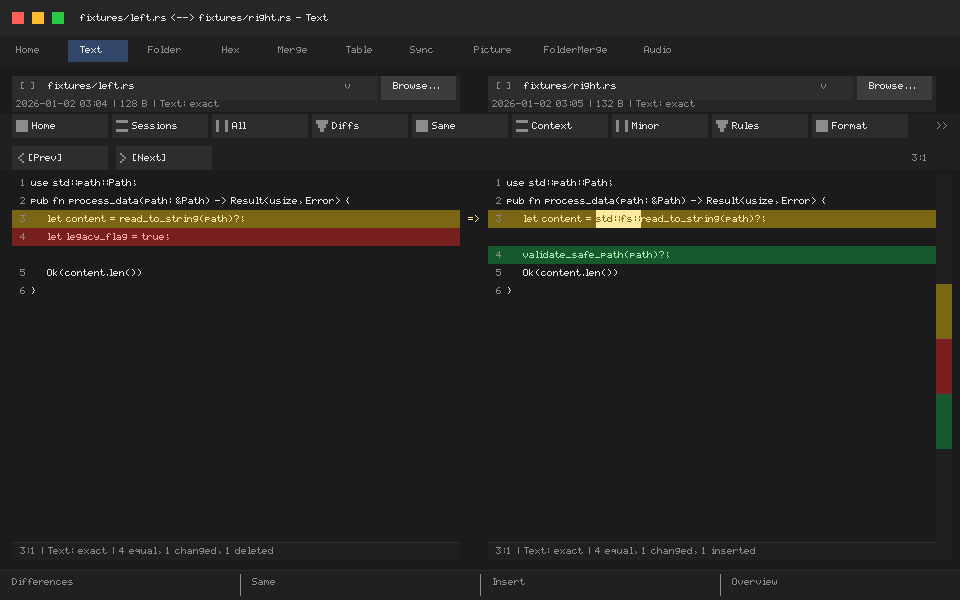 fixtures/left.rs <--> fixtures/right.rs - Text
Home Text Folder Hex Merge Table Sync Picture FolderMerge Audio
[ ] fixtures/left.rs v Browse... [ ] fixtures/right.rs v Browse...
2026-01-02 03:04 | 128 B | Text: exact 2026-01-02 03:05 | 132 B | Text: exact
Home Sessions All Diffs Same Context Minor Rules Format >>
[Prev] [Next] 3:1
1 use std::path::Path;
2 pub fn process_data(path: &Path) -> Result(usize, Error) (
3 let content = read_to_string(path)?;
4 let legacy_flag = true;
5 Ok(content.len())
6 )
=>
1 use std::path::Path;
2 pub fn process_data(path: &Path) -> Result(usize, Error) (
3 let content = std::fs::read_to_string(path)?;
4 validate_safe_path(path)?;
5 Ok(content.len())
6 )
3:1 | Text: exact | 4 equal, 1 changed, 1 deleted
3:1 | Text: exact | 4 equal, 1 changed, 1 inserted
Differences Same Insert Overview